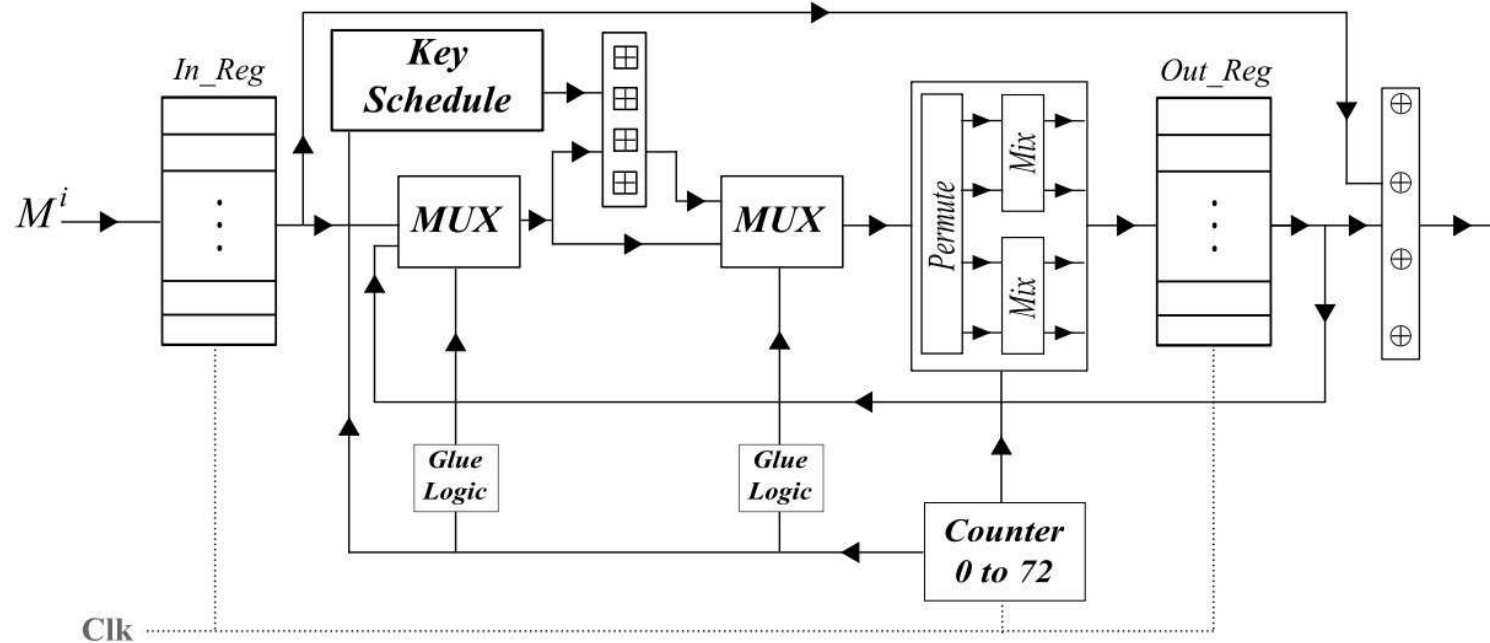 In_Reg
Key
Schedule
Out_Reg
M^i
MUX
MUX
Permute
Mix
Mix
Glue
Logic
Glue
Logic
Counter
0 to 72
Clk